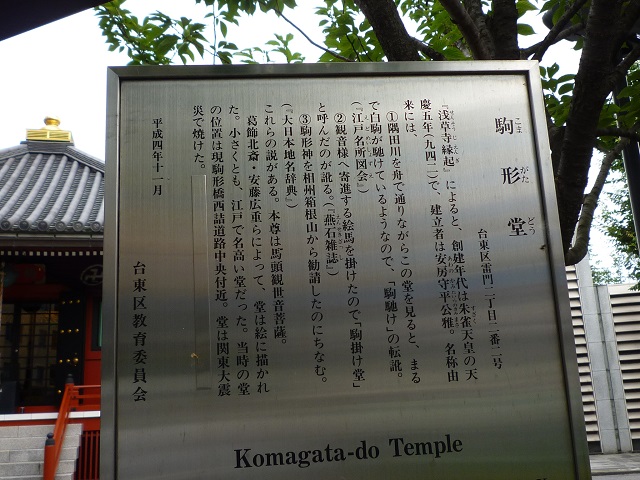 駒形堂
こま がた どう
台東区雷門二丁目二番二号
『浅草寺縁起』によると、創建年代は朱雀天皇の天
慶五年(九四二)で、建立者は安房守平公雅。名称由
来には、
①隅田川を舟で通りながらこの堂を見ると、まる
で白駒が馳けているようなので、「駒馳け」の転訛。
(『江戸名所図会』)
②観音様へ寄進する絵馬を掛けたので「駒掛け堂」
と呼んだのが訛る。(『燕石雑誌』)
③駒形神を相州箱根山から勧請したのにちなむ。
(『大日本地名辞典』)
これらの説がある。本尊は馬頭観世音菩薩。
葛飾北斎・安藤広重らによって、堂は絵に描かれ
た。小さくとも、江戸で名高い堂だった。当時の堂
の位置は現駒形橋西詰道路中央付近。堂は関東大震
災で焼けた。
平成四年十一月
台東区教育委員会
Komagata-do Temple